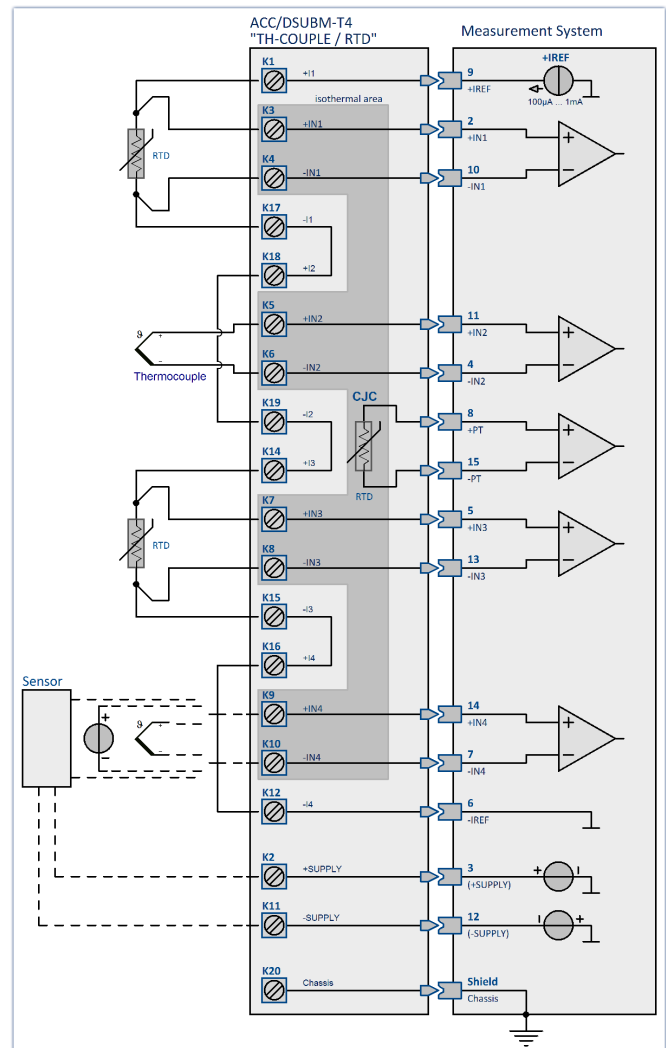 ACC/DSUBM-T4
"TH-COUPLE / RTD"
Measurement System
K1
+I1
9
+IREF
+IREF
100µA ... 1mA
isothermal area
K3
+IN1
2
+IN1
RTD
K4
-IN1
10
-IN1
K17
-I1
K18
+I2
K5
+IN2
11
+IN2
ϑ
+
-
Thermocouple
K6
-IN2
4
-IN2
K19
-I2
CJC
8
+PT
K14
+I3
RTD
15
-PT
K7
+IN3
5
+IN3
RTD
K8
-IN3
13
-IN3
K15
-I3
K16
+I4
Sensor
K9
+IN4
14
+IN4
+
-
ϑ
+
-
K10
-IN4
7
-IN4
K12
-I4
6
-IREF
K2
+SUPPLY
3
(+SUPPLY)
+
-
K11
-SUPPLY
12
(-SUPPLY)
-
+
K20
Chassis
Shield
Chassis